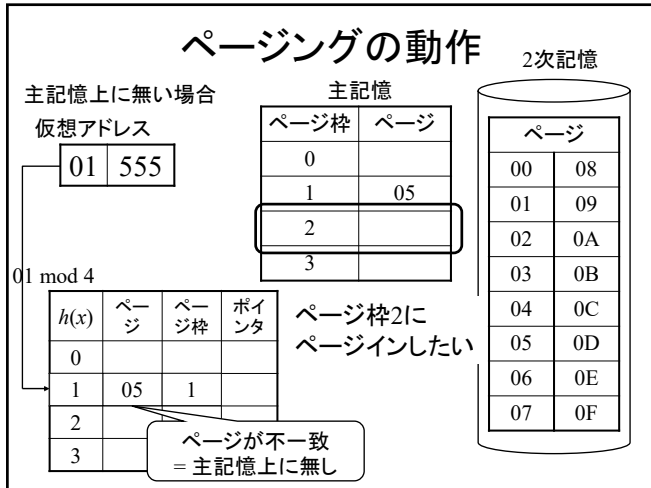 ページングの動作
主記憶上に無い場合
仮想アドレス
01 555
主記憶
ページ枠 ページ
0
1 05
2
3
2次記憶
ページ
00 08
01 09
02 0A
03 0B
04 0C
05 0D
06 0E
07 0F
01 mod 4
h(x) ペー
ジ ペー
ジ枠 ポイ
ンタ
0
1 05 1
2
3
ページ枠2に
ページインしたい
ページが不一致
= 主記憶上に無し